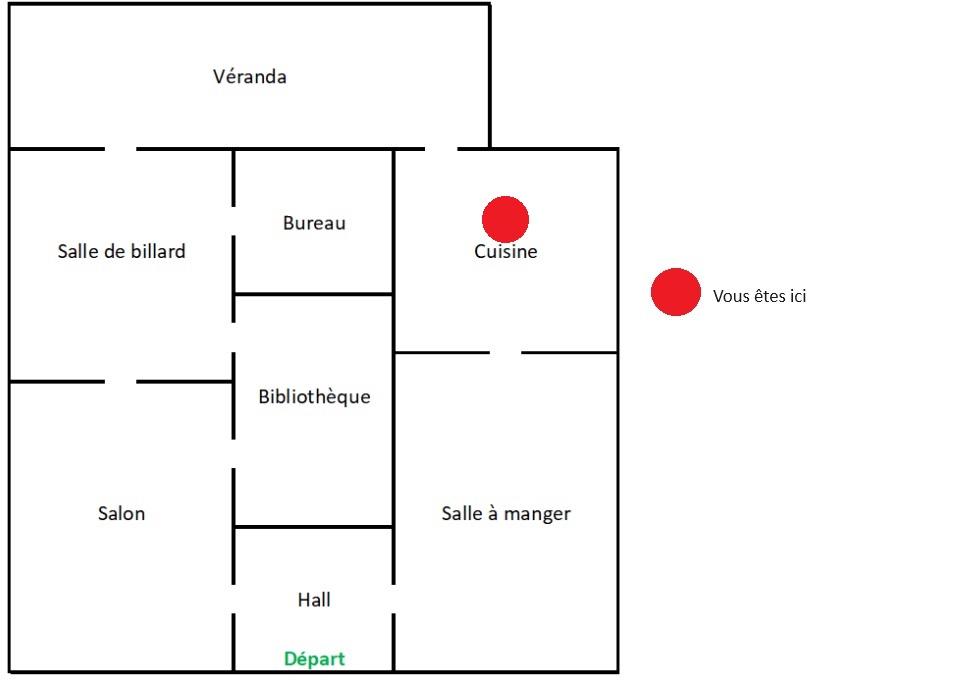 Véranda
Bureau
Salle de billard
Cuisine
Vous êtes ici
Bibliothèque
Salon
Salle à manger
Hall
Départ